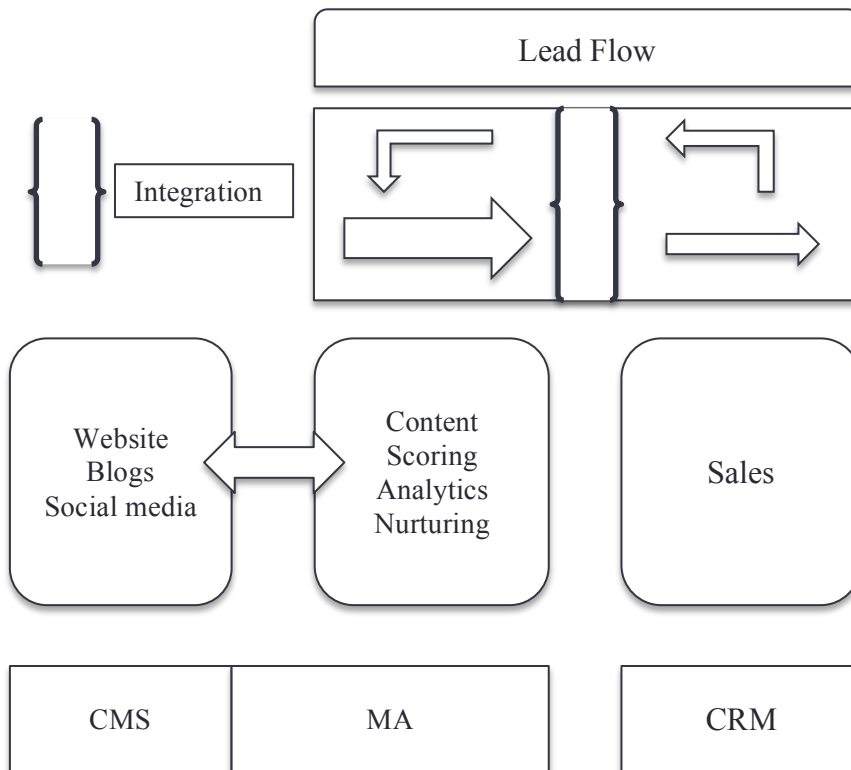 Lead Flow
Integration
Website
Blogs
Social media
Content
Scoring
Analytics
Nurturing
Sales
CMS
MA
CRM